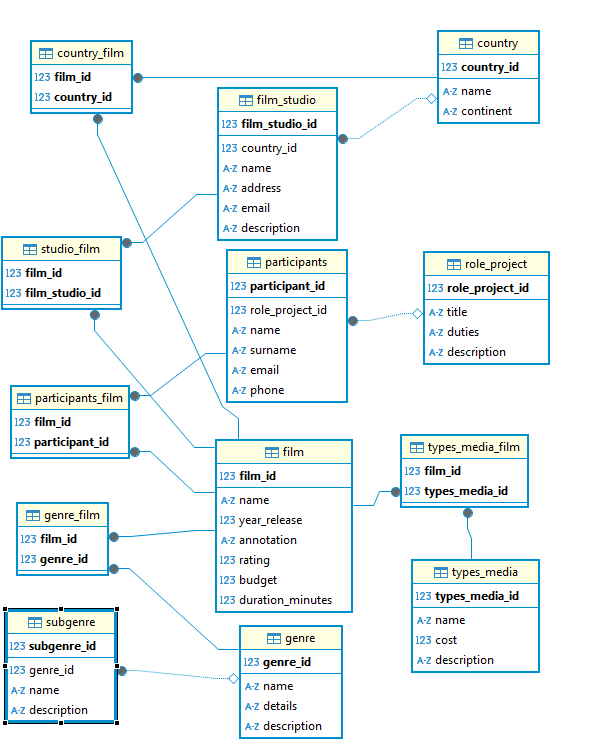 country_film
123 film_id
123 country_id
country
123 country_id
A-Z name
A-Z continent
film_studio
123 film_studio_id
123 country_id
A-Z name
A-Z address
A-Z email
A-Z description
studio_film
123 film_id
123 film_studio_id
participants
123 participant_id
123 role_project_id
A-Z name
A-Z surname
A-Z email
A-Z phone
role_project
123 role_project_id
A-Z title
A-Z duties
A-Z description
participants_film
123 film_id
123 participant_id
film
123 film_id
A-Z name
123 year_release
A-Z annotation
123 rating
123 budget
123 duration_minutes
types_media_film
123 film_id
123 types_media_id
genre_film
123 film_id
123 genre_id
types_media
123 types_media_id
A-Z name
123 cost
A-Z description
subgenre
123 subgenre_id
123 genre_id
A-Z name
A-Z description
genre
123 genre_id
A-Z name
A-Z details
A-Z description